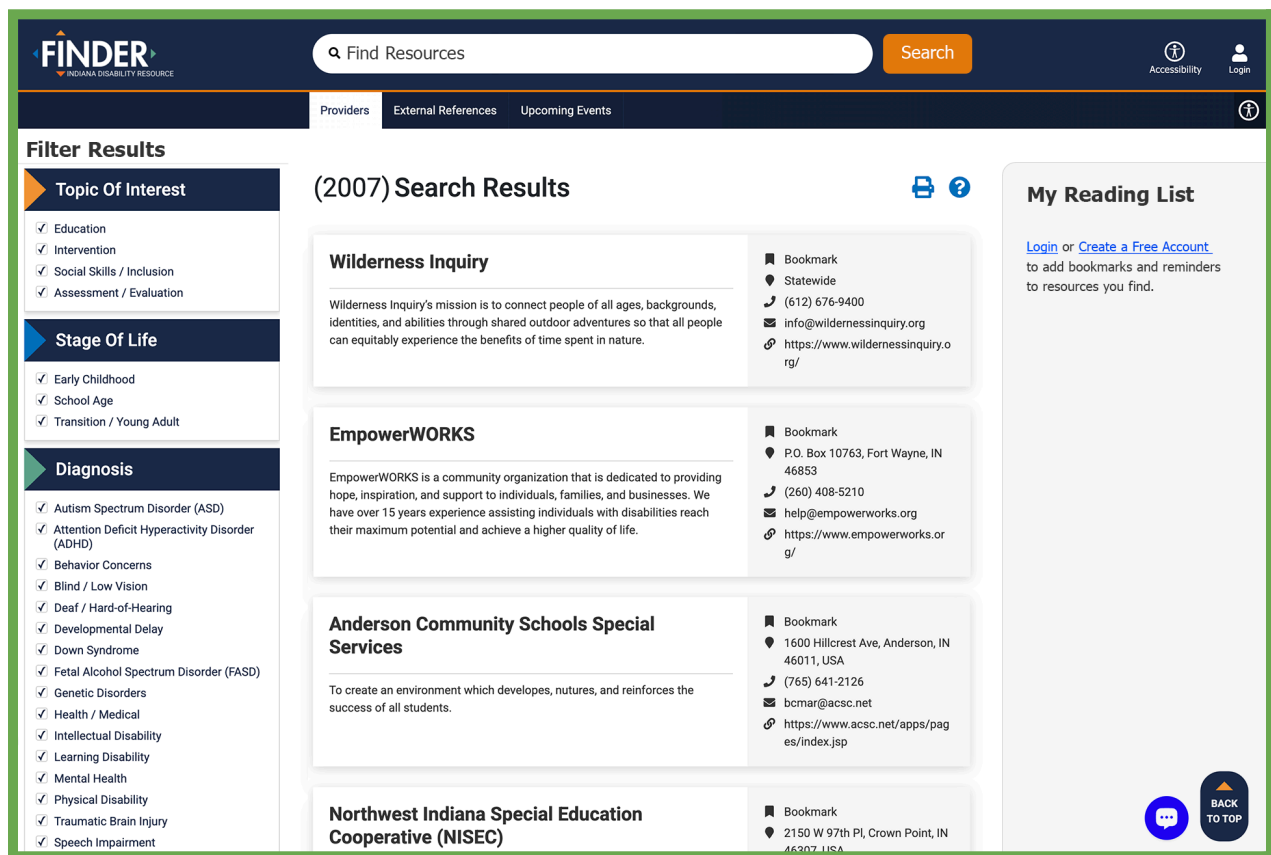 FINDER
INDIANA DISABILITY RESOURCE
Find Resources
Search
Accessibility
Login
Providers
External References
Upcoming Events
Filter Results
Topic Of Interest
Education
Intervention
Social Skills / Inclusion
Assessment / Evaluation
Stage Of Life
Early Childhood
School Age
Transition / Young Adult
Diagnosis
Autism Spectrum Disorder (ASD)
Attention Deficit Hyperactivity Disorder
(ADHD)
Behavior Concerns
Blind / Low Vision
Deaf / Hard-of-Hearing
Developmental Delay
Down Syndrome
Fetal Alcohol Spectrum Disorder (FASD)
Genetic Disorders
Health / Medical
Intellectual Disability
Learning Disability
Mental Health
Physical Disability
Traumatic Brain Injury
Speech Impairment
(2007) Search Results
Wilderness Inquiry
Wilderness Inquiry's mission is to connect people of all ages, backgrounds,
identities, and abilities through shared outdoor adventures so that all people
can equitably experience the benefits of time spent in nature.
Bookmark
Statewide
(612) 676-9400
info@wildernessinquiry.org
https://www.wildernessinquiry.o
rg/
EmpowerWORKS
EmpowerWORKS is a community organization that is dedicated to providing
hope, inspiration, and support to individuals, families, and businesses. We
have over 15 years experience assisting individuals with disabilities reach
their maximum potential and achieve a higher quality of life.
Bookmark
P.O. Box 10763, Fort Wayne, IN
46853
(260) 408-5210
help@empowerworks.org
https://www.empowerworks.or
g/
Anderson Community Schools Special
Services
To create an environment which developes, nutures, and reinforces the
success of all students.
Bookmark
1600 Hillcrest Ave, Anderson, IN
46011, USA
(765) 641-2126
bcmar@acsc.net
https://www.acsc.net/apps/pag
es/index.jsp
Northwest Indiana Special Education
Cooperative (NISEC)
Bookmark
2150 W 97th Pl, Crown Point, IN
46307, USA
My Reading List
Login or Create a Free Account
to add bookmarks and reminders
to resources you find.
BACK
TO TOP